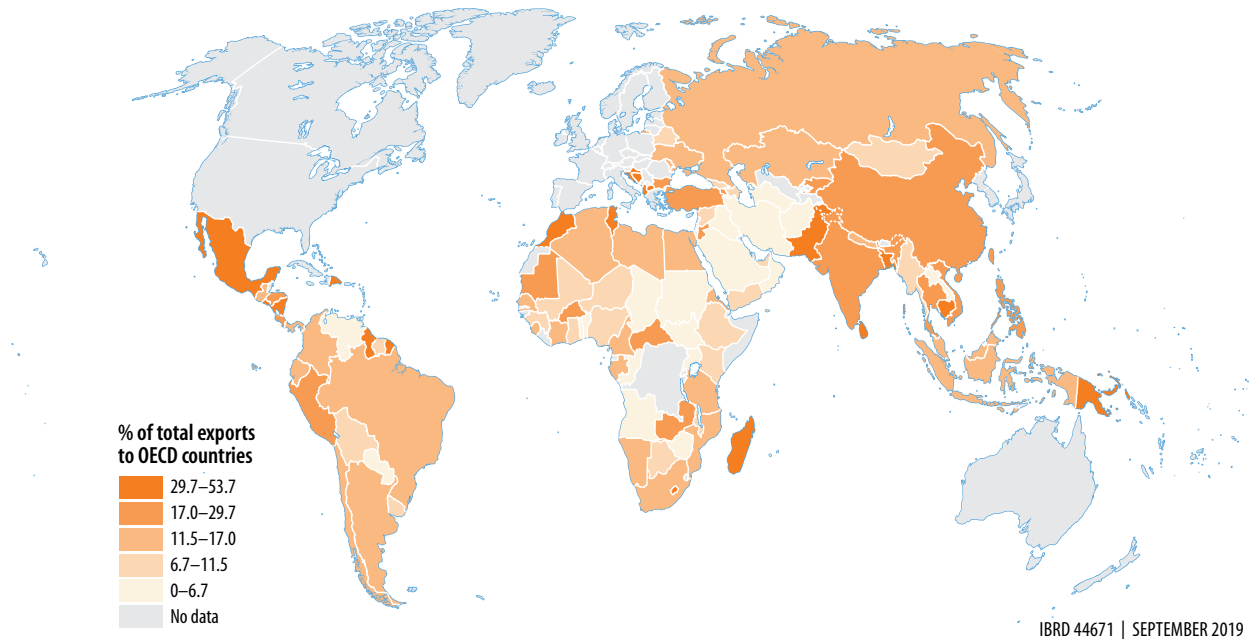 % of total exports
to OECD countries
29.7–53.7
17.0–29.7
11.5–17.0
6.7–11.5
0–6.7
No data
IBRD 44671 | SEPTEMBER 2019